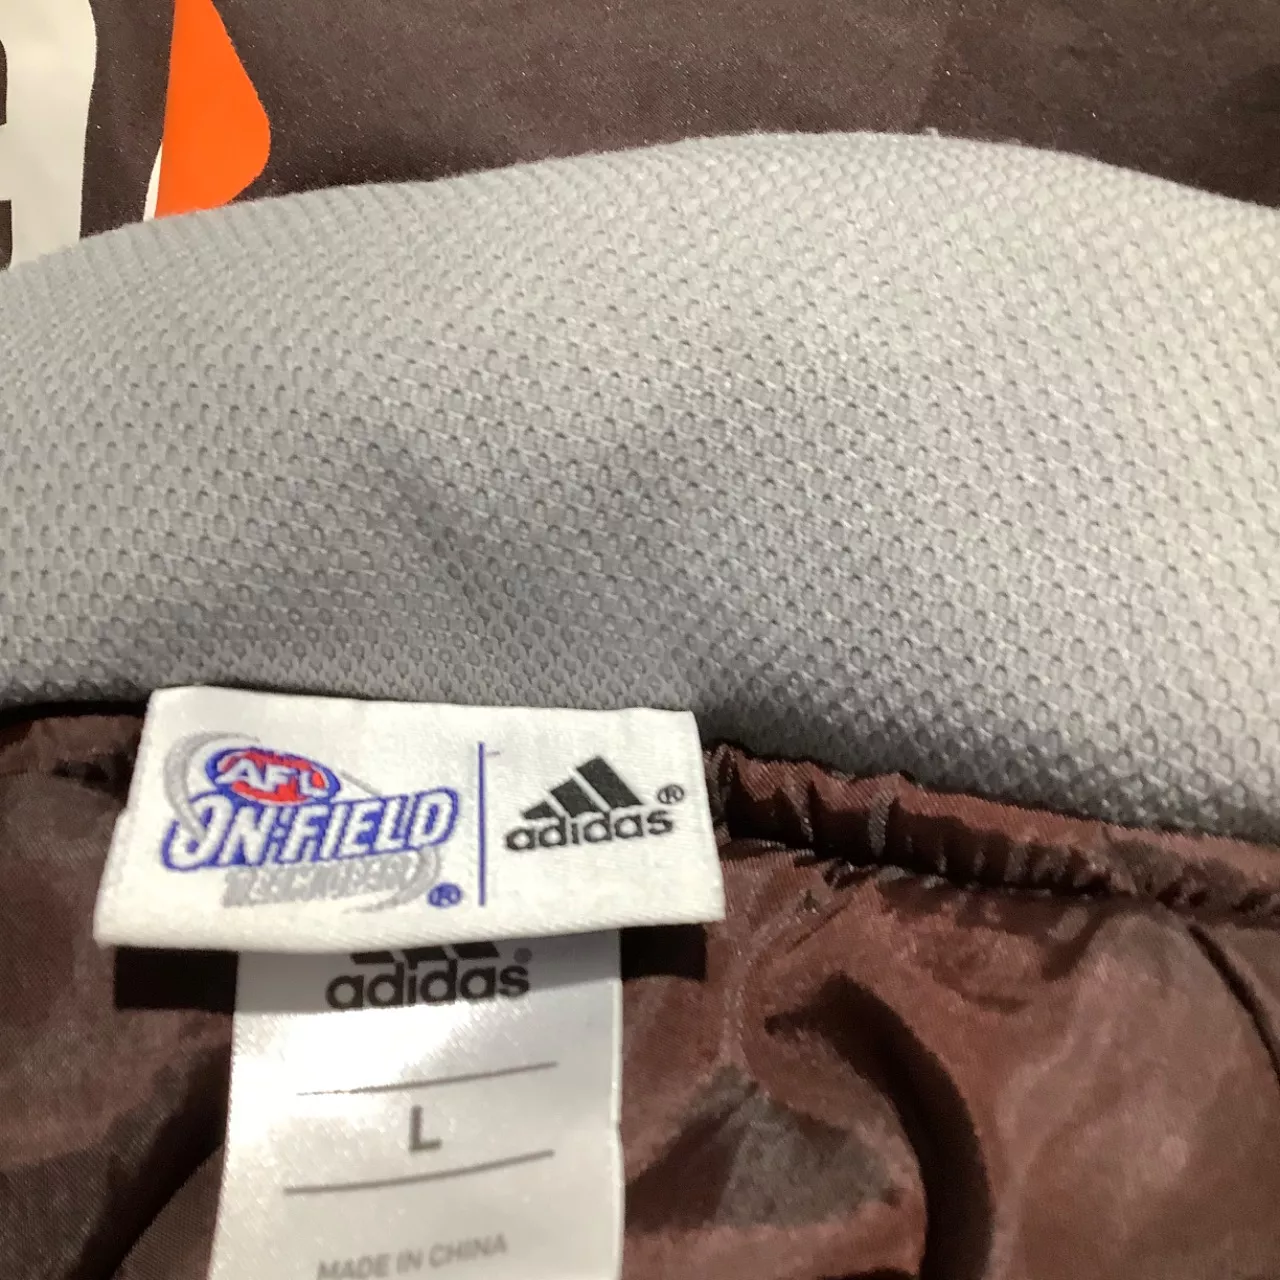 AFL
ON-FIELD
®
adidas®
adidas®
L
MADE IN CHINA